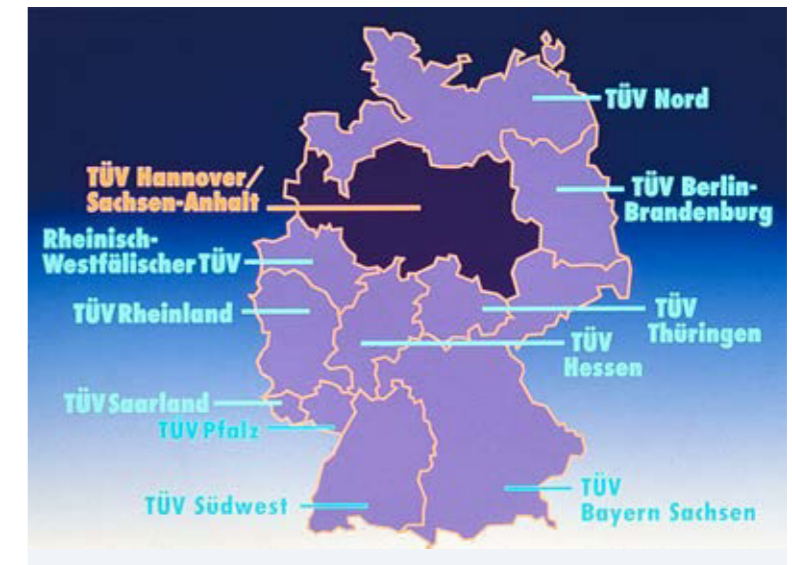 TÜV Nord
TÜV Hannover/
Sachsen-Anhalt
TÜV Berlin-
Brandenburg
Rheinisch-
Westfälischer TÜV
TÜV Rheinland
TÜV
Thüringen
TÜV
Hessen
TÜV Saarland
TÜV Pfalz
TÜV Südwest
TÜV
Bayern Sachsen